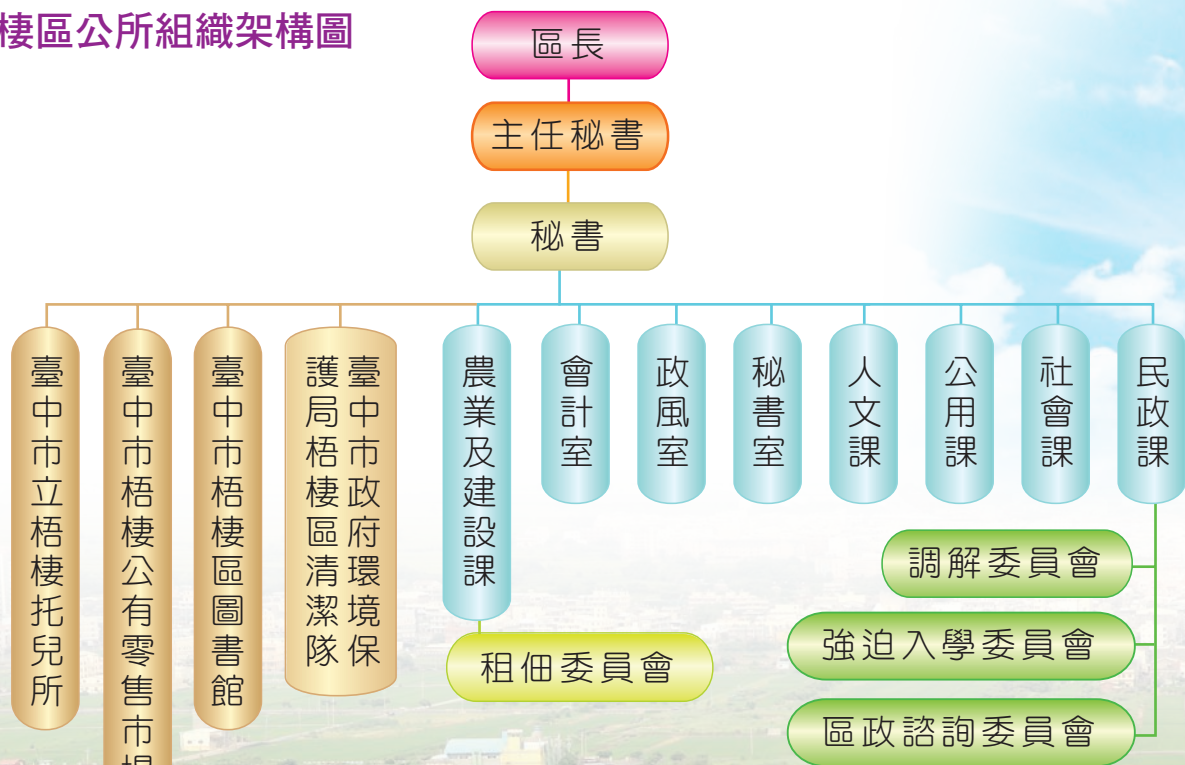 棲區公所組織架構圖
區長
主任秘書
秘書
臺中市立梧棲托兒所
臺中市梧棲公有零售市場
臺中市梧棲區圖書館
臺中市政府環境保
護局梧棲區清潔隊
農業及建設課
會計室
政風室
秘書室
人文課
公用課
社會課
民政課
租佃委員會
調解委員會
強迫入學委員會
區政諮詢委員會